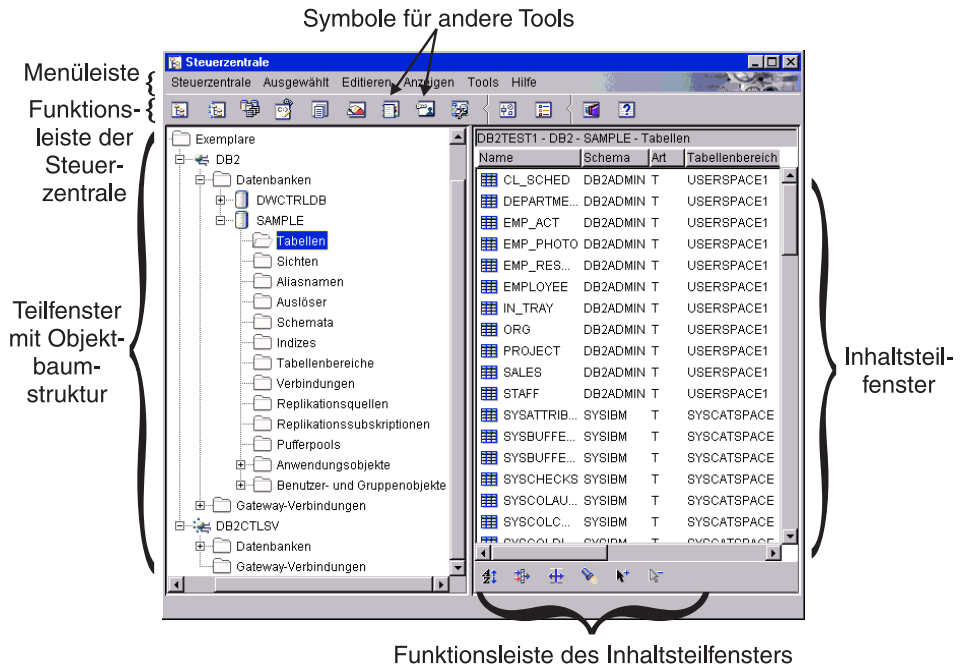 Symbole für andere Tools
Menüleiste
Funktions-
leiste der
Steuer-
zentrale
Teilfenster
mit Objekt-
baum-
struktur
Steuerzentrale
Steuerzentrale Ausgewählt Editieren Anzeigen Tools Hilfe
Exemplare
DB2
Datenbanken
DWCTRLDB
SAMPLE
Tabellen
Sichten
Aliasnamen
Auslöser
Schemata
Indizes
Tabellenbereiche
Verbindungen
Replikationsquellen
Replikationssubskriptionen
Pufferpools
Anwendungsobjekte
Benutzer- und Gruppenobjekte
Gateway-Verbindungen
DB2CTLSV
Datenbanken
Gateway-Verbindungen
DB2TEST1 - DB2 - SAMPLE - Tabellen
Name Schema Art Tabellenbereich
CL_SCHED DB2ADMIN T USERSPACE1
DEPARTME... DB2ADMIN T USERSPACE1
EMP_ACT DB2ADMIN T USERSPACE1
EMP_PHOTO DB2ADMIN T USERSPACE1
EMP_RES... DB2ADMIN T USERSPACE1
EMPLOYEE DB2ADMIN T USERSPACE1
IN_TRAY DB2ADMIN T USERSPACE1
ORG DB2ADMIN T USERSPACE1
PROJECT DB2ADMIN T USERSPACE1
SALES DB2ADMIN T USERSPACE1
STAFF DB2ADMIN T USERSPACE1
SYSATTRIB... SYSIBM T SYSCATSPACE
SYSBUFFE... SYSIBM T SYSCATSPACE
SYSBUFFE... SYSIBM T SYSCATSPACE
SYSCHECKS SYSIBM T SYSCATSPACE
SYSCOLAU... SYSIBM T SYSCATSPACE
SYSCOLC... SYSIBM T SYSCATSPACE
SYSIBM T SYSCATSPACE
Inhaltsteil-
fenster
Funktionsleiste des Inhaltsteilfensters